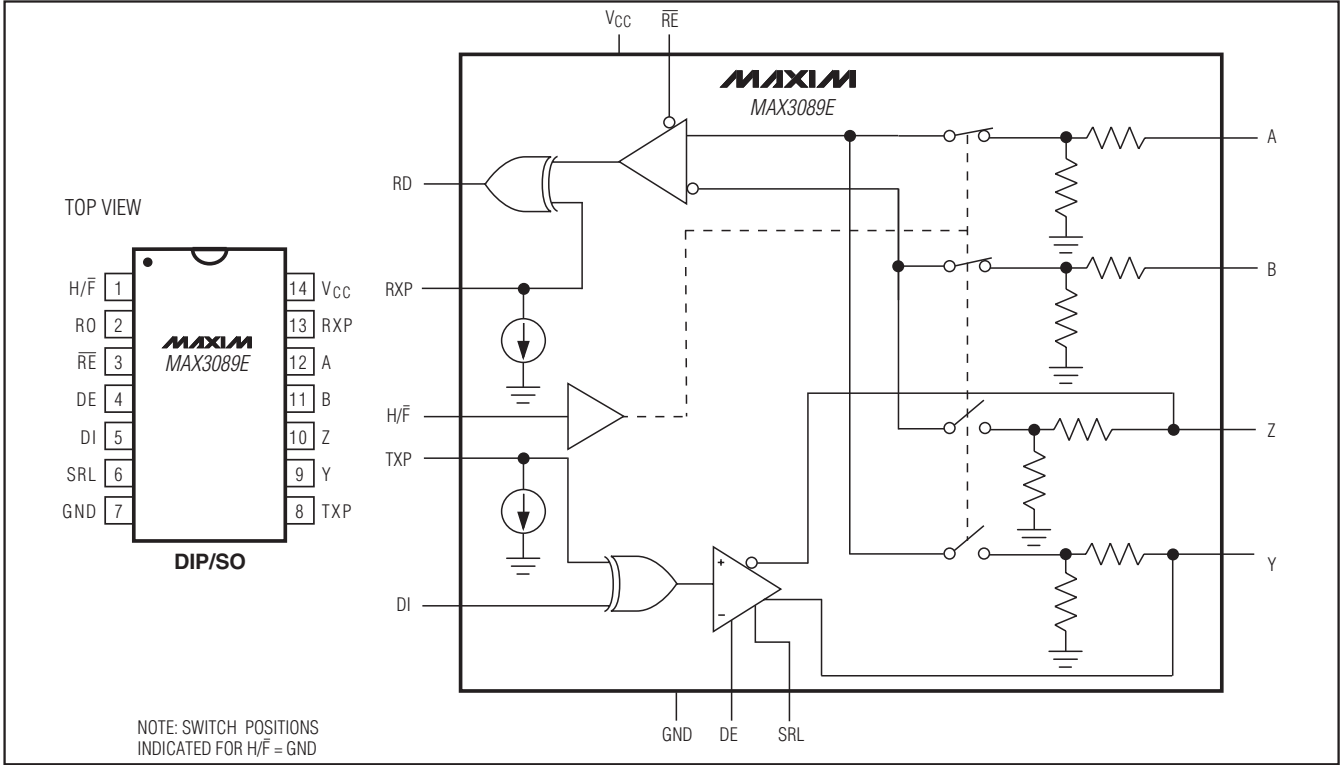 TOP VIEW
H/F̅ 1
RO 2
R̅E̅ 3
DE 4
DI 5
SRL 6
GND 7
14 VCC
13 RXP
12 A
11 B
10 Z
9 Y
8 TXP
MAXIM
MAX3089E
DIP/SO
NOTE: SWITCH POSITIONS
INDICATED FOR H/F̅ = GND
VCC
R̅E̅
MAXIM
MAX3089E
RD
RXP
H/F̅
TXP
DI
+
−
A
B
Z
Y
GND
DE
SRL